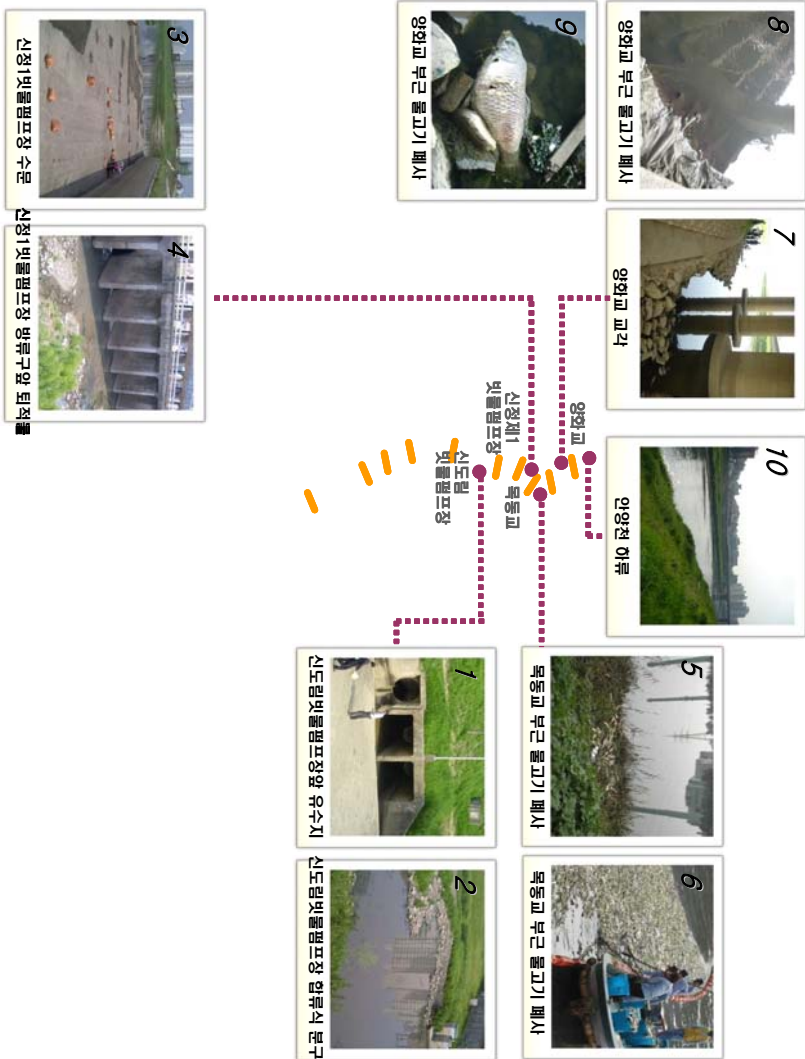 8
양화교 부근 물고기 폐사
7
양화교 교각
10
안양천 하류
5
목동교 부근 물고기 폐사
6
목동교 부근 물고기 폐사
9
양화교 부근 물고기 폐사
양화교
신정제1
빗물펌프장
목동교
신도림
빗물펌프장
1
신도림빗물펌프장앞 유수지
2
신도림빗물펌프장 합류식 분구
3
신정1빗물펌프장 수문
4
신정1빗물펌프장 방류구앞 퇴적물